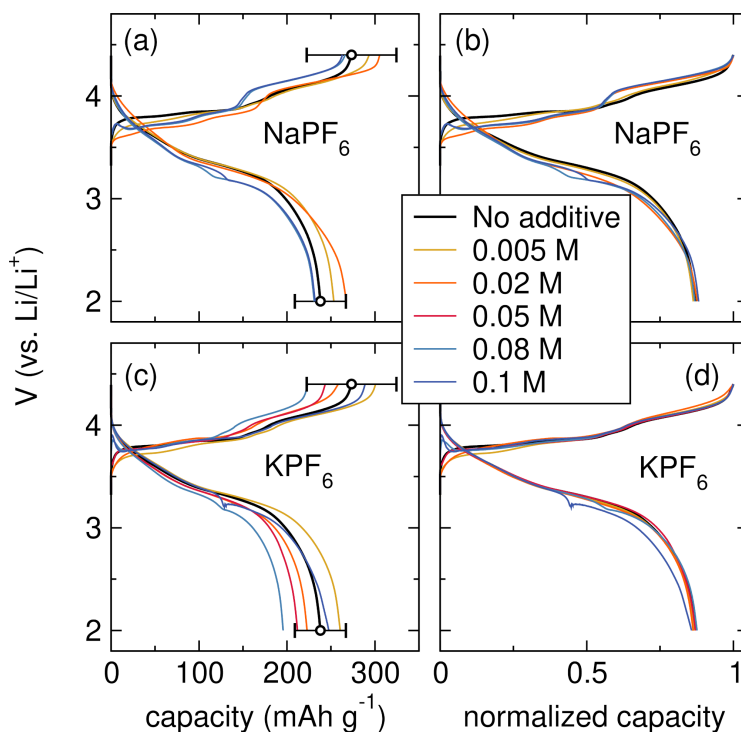 (a)
(b)
4
NaPF6
NaPF6
3
No additive
0.005 M
0.02 M
0.05 M
0.08 M
0.1 M
2
V (vs. Li/Li+)
(c)
(d)
4
KPF6
KPF6
3
2
0 100 200 300
0 0.5 1
capacity (mAh g-1)
normalized capacity